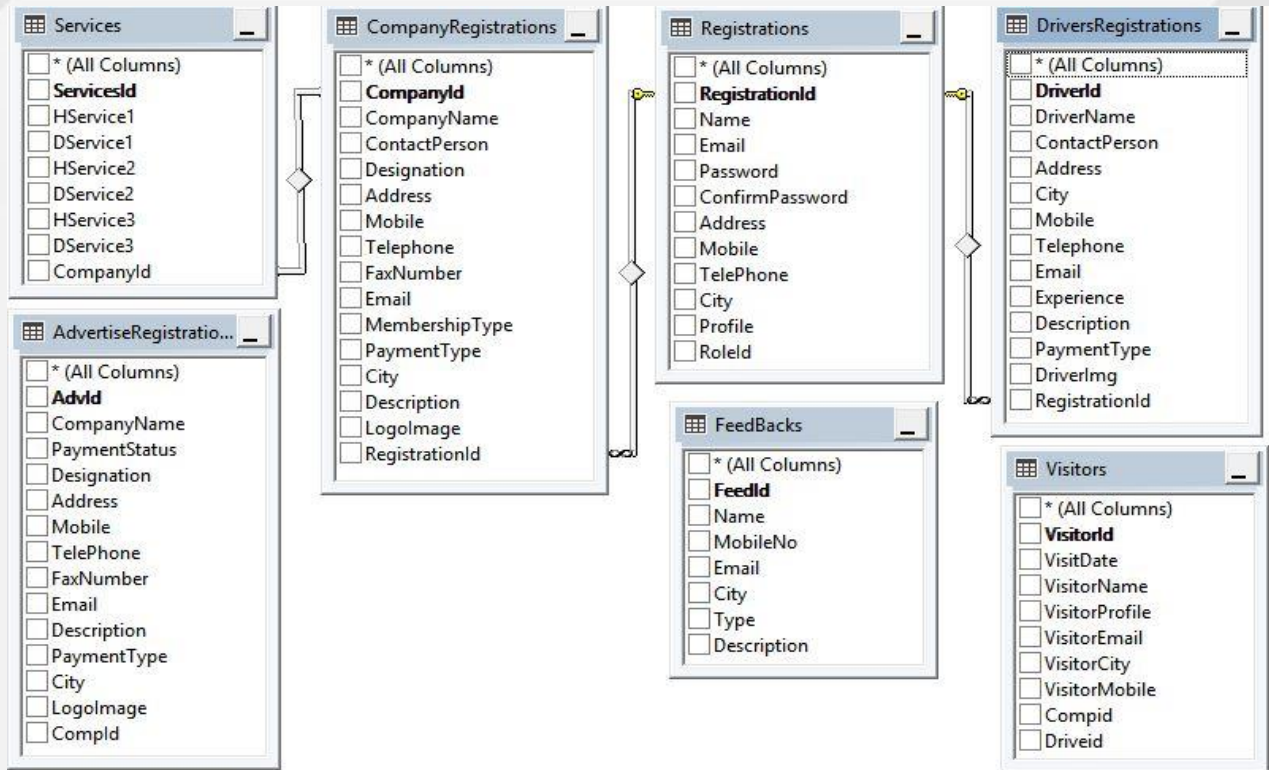 Services
* (All Columns)
ServicesId
HService1
DService1
HService2
DService2
HService3
DService3
CompanyId
CompanyRegistrations
* (All Columns)
CompanyId
CompanyName
ContactPerson
Designation
Address
Mobile
Telephone
FaxNumber
Email
MembershipType
PaymentType
City
Description
LogoImage
RegistrationId
Registrations
* (All Columns)
RegistrationId
Name
Email
Password
ConfirmPassword
Address
Mobile
TelePhone
City
Profile
RoleId
DriversRegistrations
* (All Columns)
DriverId
DriverName
ContactPerson
Address
City
Mobile
Telephone
Email
Experience
Description
PaymentType
DriverImg
RegistrationId
AdvertiseRegistratio...
* (All Columns)
AdvId
CompanyName
PaymentStatus
Designation
Address
Mobile
TelePhone
FaxNumber
Email
Description
PaymentType
City
LogoImage
CompId
FeedBacks
* (All Columns)
FeedId
Name
MobileNo
Email
City
Type
Description
Visitors
* (All Columns)
VisitorId
VisitDate
VisitorName
VisitorProfile
VisitorEmail
VisitorCity
VisitorMobile
Compid
Driveid